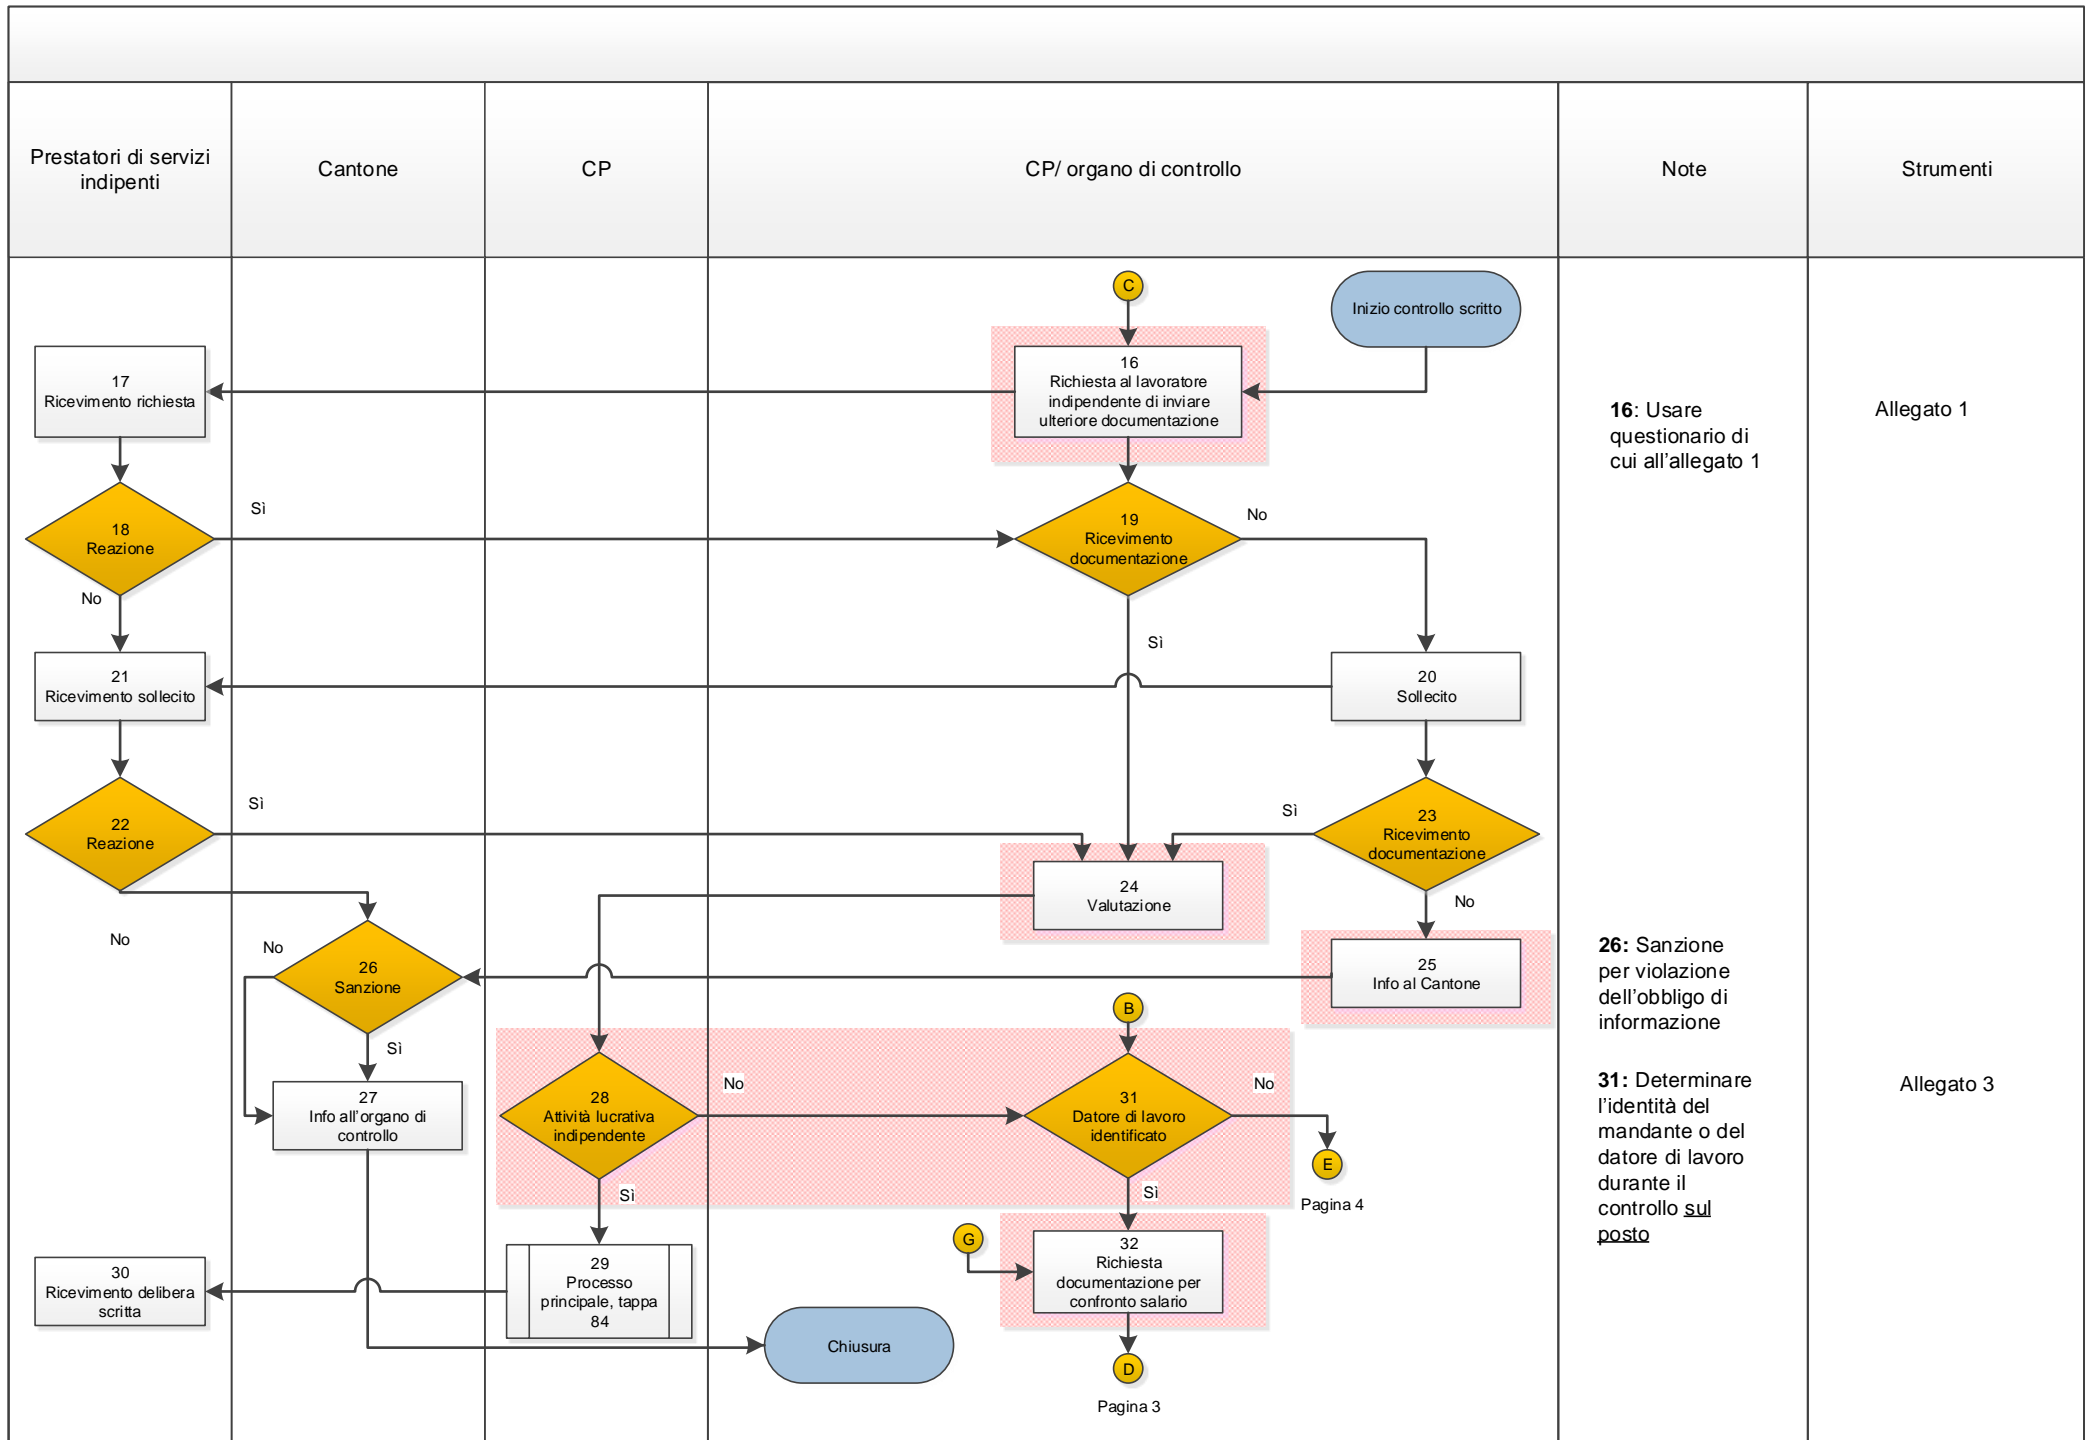 Prestatori di servizi
indipenti
Cantone
CP
CP/ organo di controllo
Note
Strumenti
C
Inizio controllo scritto
16
Richiesta al lavoratore
indipendente di inviare
ulteriore documentazione
17
Ricevimento richiesta
16: Usare
questionario di
cui all'allegato 1
Allegato 1
18
Reazione
Sì
No
19
Ricevimento
documentazione
No
Sì
21
Ricevimento sollecito
20
Sollecito
22
Reazione
Sì
No
23
Ricevimento
documentazione
Sì
No
24
Valutazione
25
Info al Cantone
26
Sanzione
No
Sì
26: Sanzione
per violazione
dell'obbligo di
informazione
27
Info all'organo di
controllo
B
28
Attività lucrativa
indipendente
No
Sì
31
Datore di lavoro
identificato
No
Sì
E
Pagina 4
31: Determinare
l'identità del
mandante o del
datore di lavoro
durante il
controllo sul
posto
Allegato 3
30
Ricevimento delibera
scritta
29
Processo
principale, tappa
84
G
32
Richiesta
documentazione per
confronto salario
Chiusura
D
Pagina 3